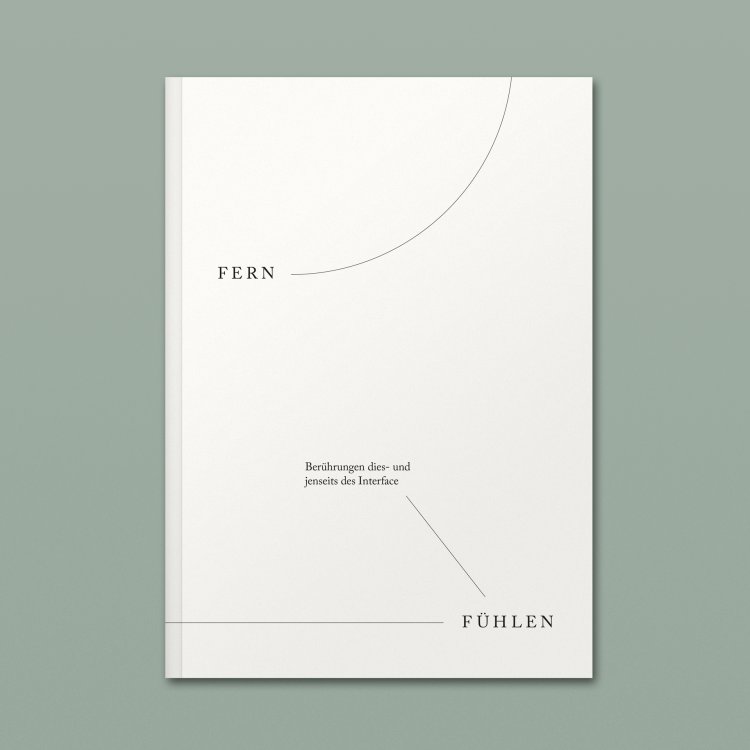 FERN
Berührungen dies- und
jenseits des Interface
FÜHLEN